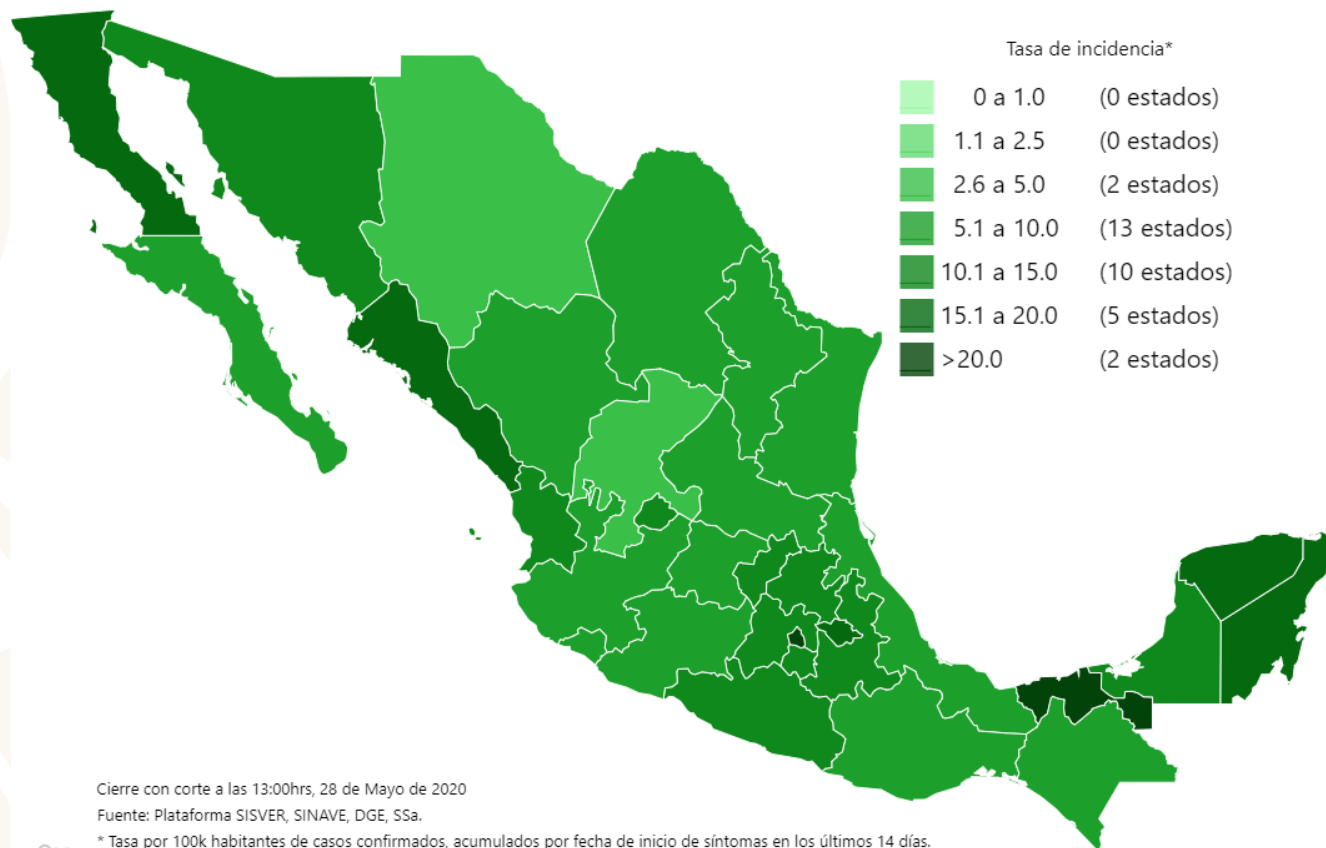 Tasa de incidencia*
0 a 1.0 (0 estados)
1.1 a 2.5 (0 estados)
2.6 a 5.0 (2 estados)
5.1 a 10.0 (13 estados)
10.1 a 15.0 (10 estados)
15.1 a 20.0 (5 estados)
>20.0 (2 estados)
Cierre con corte a las 13:00hrs, 28 de Mayo de 2020
Fuente: Plataforma SISVER, SINAVE, DGE, SSa.
* Tasa por 100k habitantes de casos confirmados, acumulados por fecha de inicio de síntomas en los últimos 14 días.